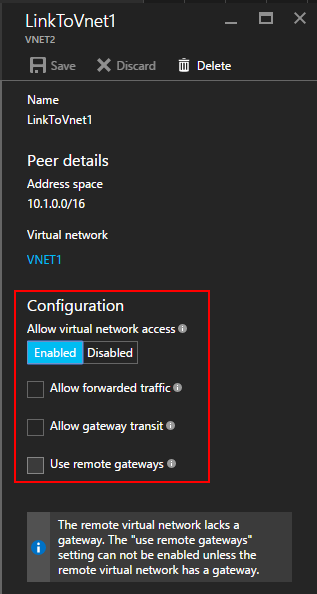 LinkToVnet1
VNET2
Save Discard Delete
Name
LinkToVnet1
Peer details
Address space
10.1.0.0/16
Virtual network
VNET1
Configuration
Allow virtual network access
Enabled Disabled
Allow forwarded traffic
Allow gateway transit
Use remote gateways
The remote virtual network lacks a
gateway. The "use remote gateways"
setting can not be enabled unless the
remote virtual network has a gateway.